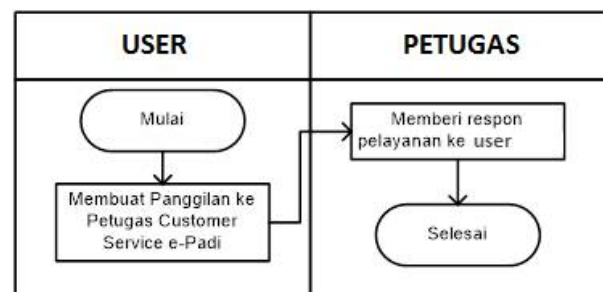 USER
PETUGAS
Mulai
Membuat Panggilan ke
Petugas Customer
Service e-Padi
Memberi respon
pelayanan ke user
Selesai